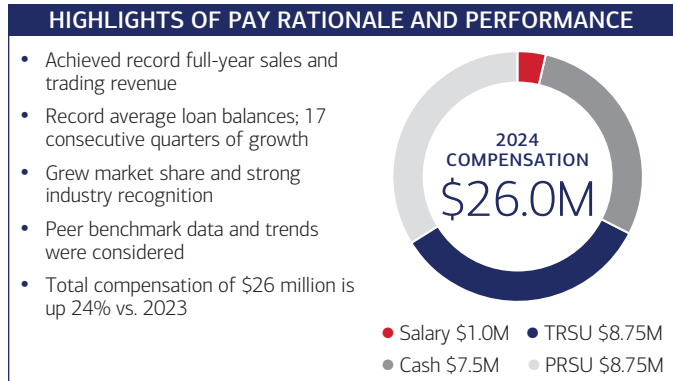 HIGHLIGHTS OF PAY RATIONALE AND PERFORMANCE
• Achieved record full-year sales and
trading revenue
• Record average loan balances; 17
consecutive quarters of growth
• Grew market share and strong
industry recognition
• Peer benchmark data and trends
were considered
• Total compensation of $26 million is
up 24% vs. 2023
2024
COMPENSATION
$26.0M
Salary $1.0M
TRSU $8.75M
Cash $7.5M
PRSU $8.75M